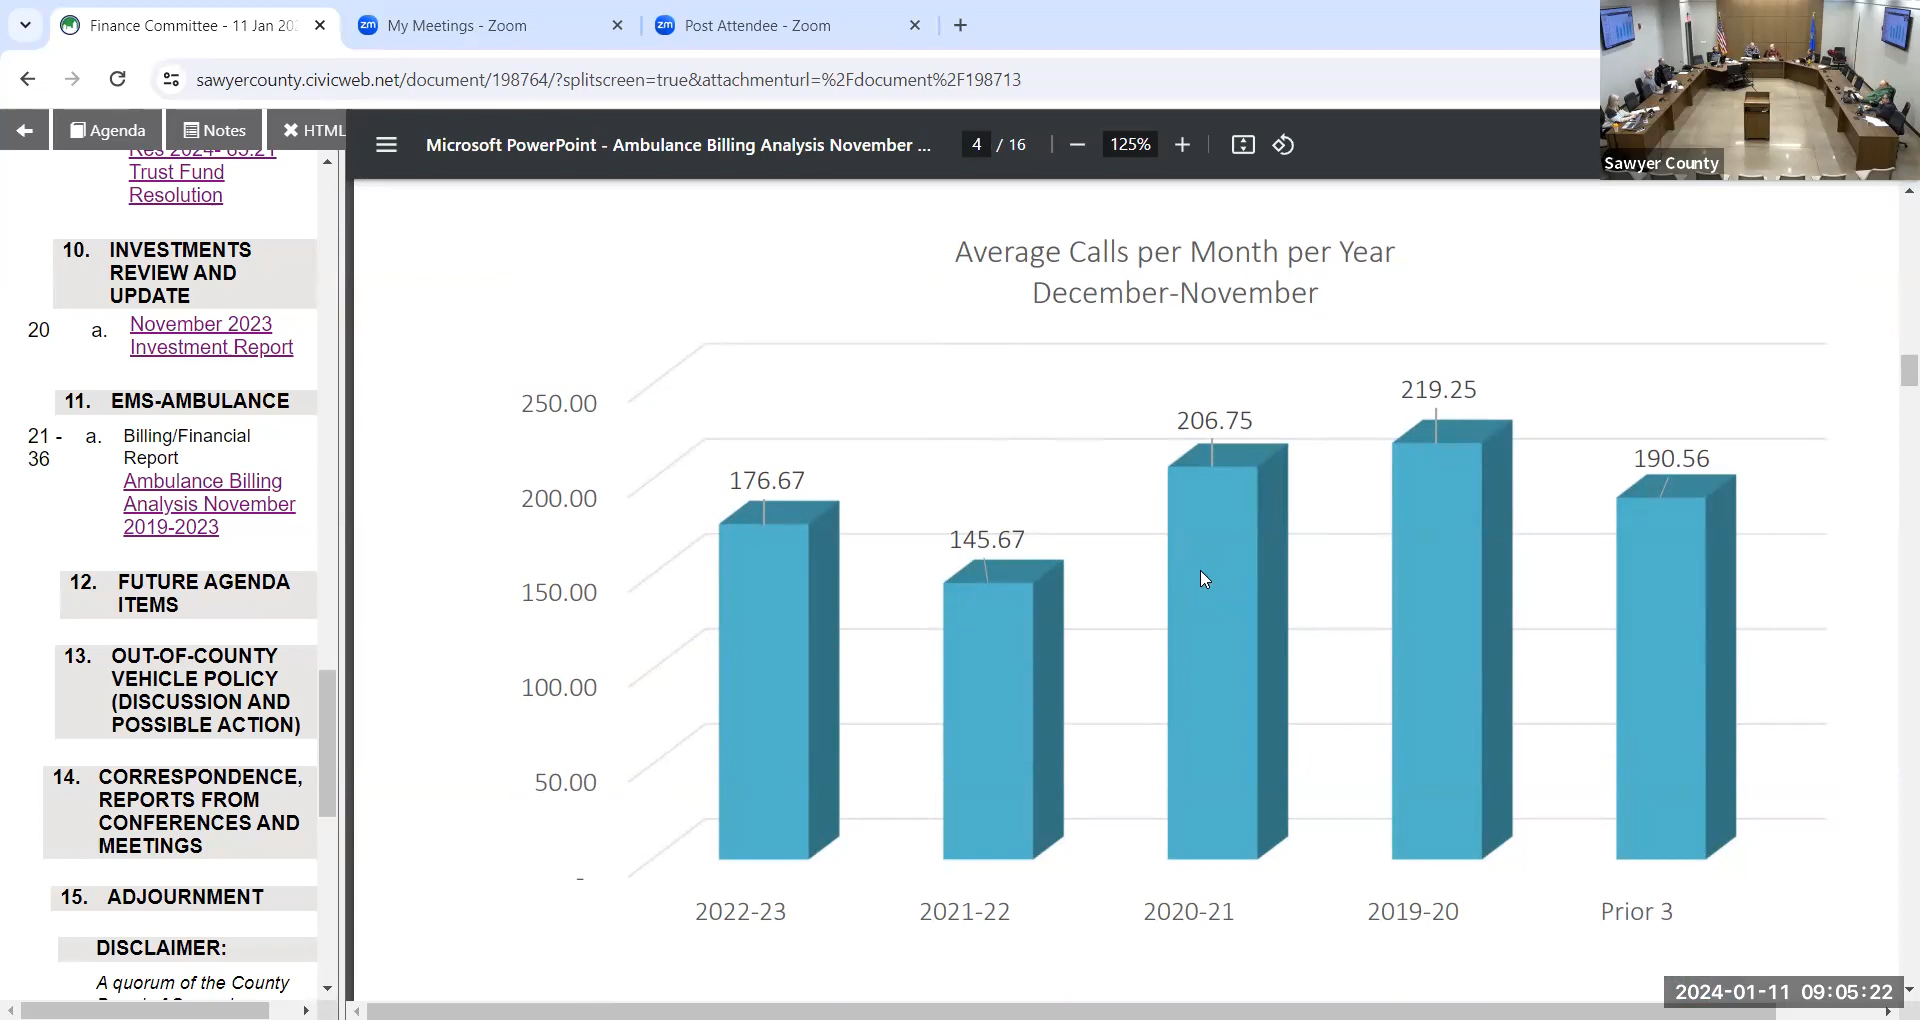 Finance Committee - 11 Jan 202
My Meetings - Zoom
Post Attendee - Zoom
sawyercounty.civicweb.net/document/198764/?splitscreen=true&attachmenturl=%2Fdocument%2F198713
Agenda
Notes
HTML
Microsoft PowerPoint - Ambulance Billing Analysis November ...
4 / 16
125%
Sawyer County
Res 2024-
Trust Fund
Resolution
10. INVESTMENTS
REVIEW AND
UPDATE
20 a. November 2023
Investment Report
11. EMS-AMBULANCE
21 - a. Billing/Financial
36 Report
Ambulance Billing
Analysis November
2019-2023
12. FUTURE AGENDA
ITEMS
13. OUT-OF-COUNTY
VEHICLE POLICY
(DISCUSSION AND
POSSIBLE ACTION)
14. CORRESPONDENCE,
REPORTS FROM
CONFERENCES AND
MEETINGS
15. ADJOURNMENT
DISCLAIMER:
A quorum of the County
Average Calls per Month per Year
December-November
250.00
200.00
150.00
100.00
50.00
-
176.67
145.67
206.75
219.25
190.56
2022-23
2021-22
2020-21
2019-20
Prior 3
2024-01-11 09:05:22